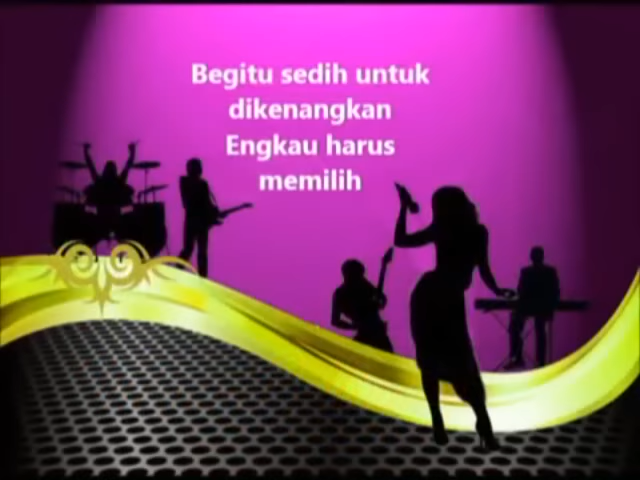 Begitu sedih untuk
dikenangkan
Engkau harus
memilih